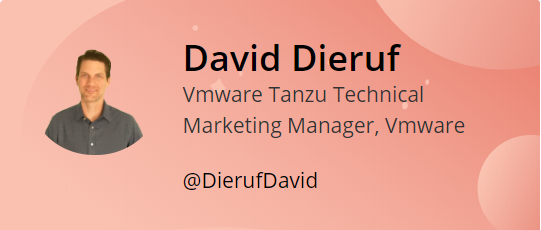 David Dieruf
Vmware Tanzu Technical
Marketing Manager, Vmware
@DierufDavid